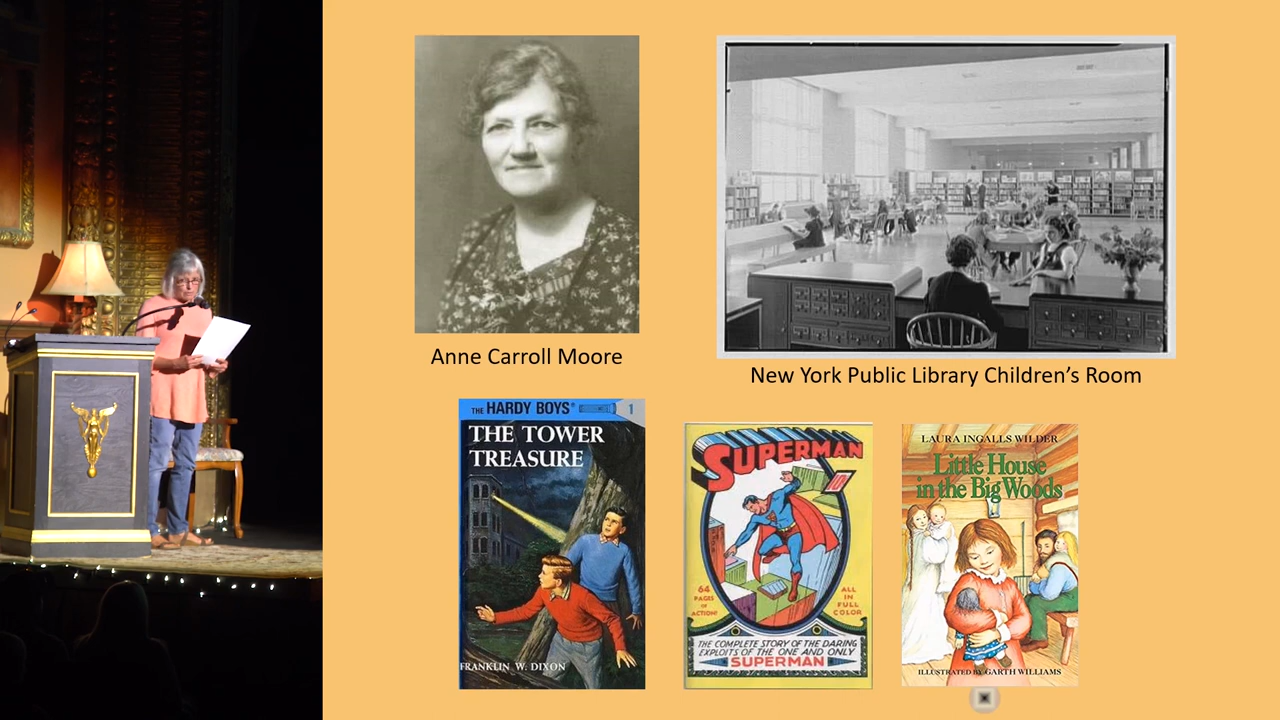 Anne Carroll Moore
New York Public Library Children's Room
THE HARDY BOYS® 1
THE TOWER
TREASURE
FRANKLIN W. DIXON
SUPERMAN
64
PAGES
OF
ACTION!
ALL
IN
FULL
COLOR
THE COMPLETE STORY OF THE DARING
EXPLOITS OF THE ONE AND ONLY
SUPERMAN
LAURA INGALLS WILDER
Little House
in the Big Woods
ILLUSTRATED BY GARTH WILLIAMS